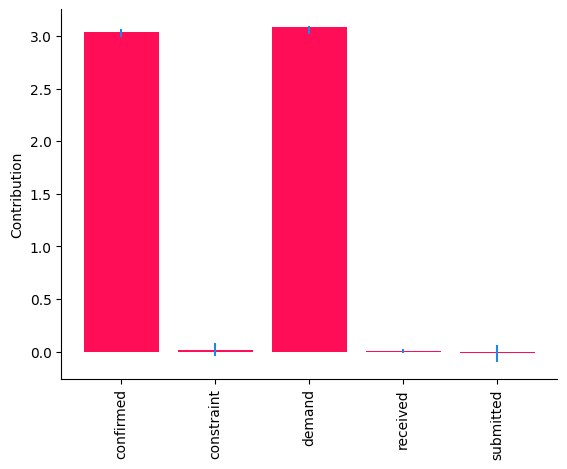 3.0
2.5
2.0
1.5
1.0
0.5
0.0
Contribution
confirmed
constraint
demand
received
submitted